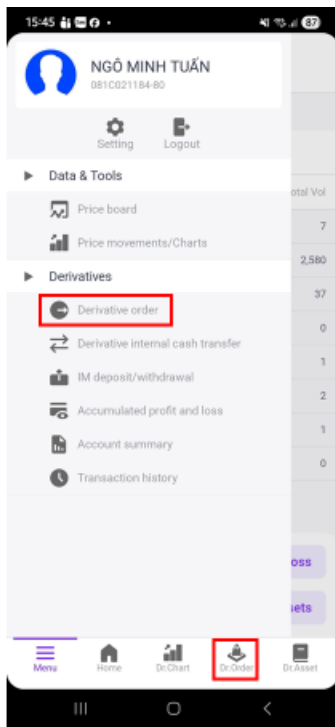 15:45
87
NGÔ MINH TUẤN
081C021184-80
Setting Logout
Data & Tools
otal Vol
Price board
7
Price movements/Charts
2,580
Derivatives
37
Derivative order
0
Derivative internal cash transfer
1
IM deposit/withdrawal
2
Accumulated profit and loss
1
Account summary
0
Transaction history
oss
sets
Menu Home Dr.Chart Dr.Order Dr.Asset